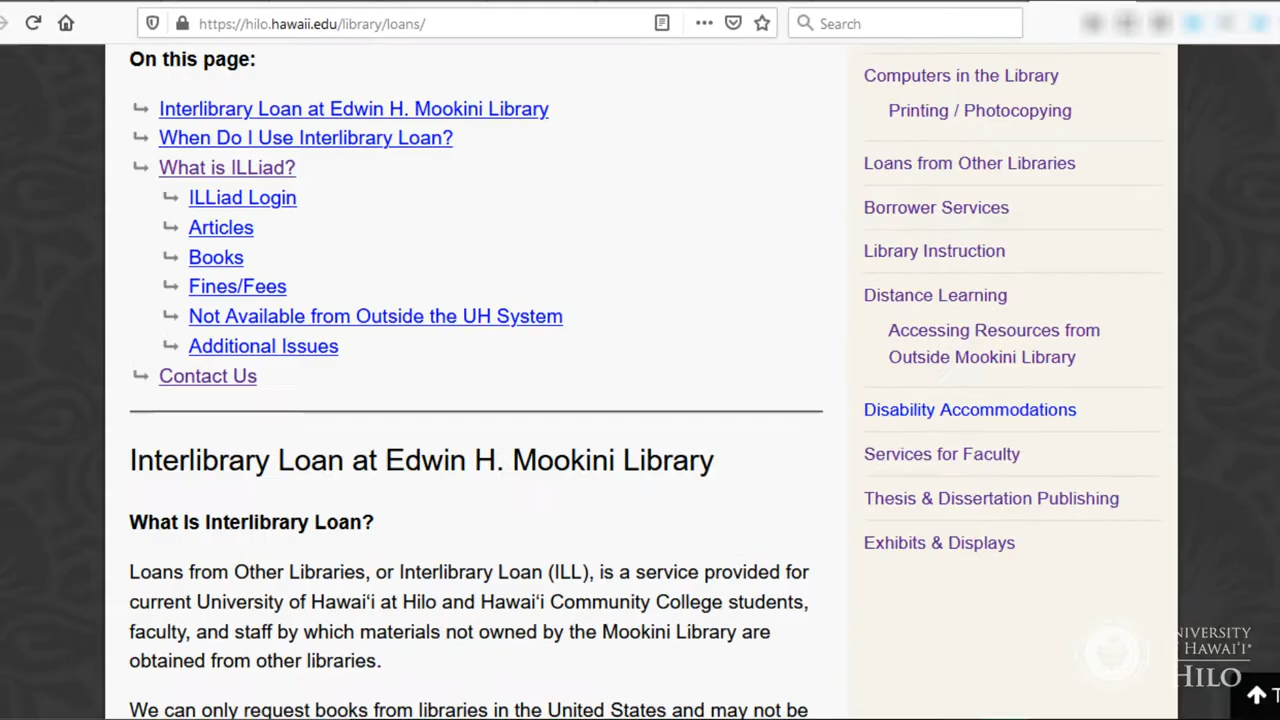 https://hilo.hawaii.edu/library/loans/
Search
On this page:
Interlibrary Loan at Edwin H. Mookini Library
When Do I Use Interlibrary Loan?
What is ILLiad?
ILLiad Login
Articles
Books
Fines/Fees
Not Available from Outside the UH System
Additional Issues
Contact Us
Interlibrary Loan at Edwin H. Mookini Library
What Is Interlibrary Loan?
Loans from Other Libraries, or Interlibrary Loan (ILL), is a service provided for
current University of Hawaiʻi at Hilo and Hawaiʻi Community College students,
faculty, and staff by which materials not owned by the Mookini Library are
obtained from other libraries.
We can only request books from libraries in the United States and may not be
Computers in the Library
Printing / Photocopying
Loans from Other Libraries
Borrower Services
Library Instruction
Distance Learning
Accessing Resources from
Outside Mookini Library
Disability Accommodations
Services for Faculty
Thesis & Dissertation Publishing
Exhibits & Displays
UNIVERSITY
OF HAWAIʻI®
HILO
T